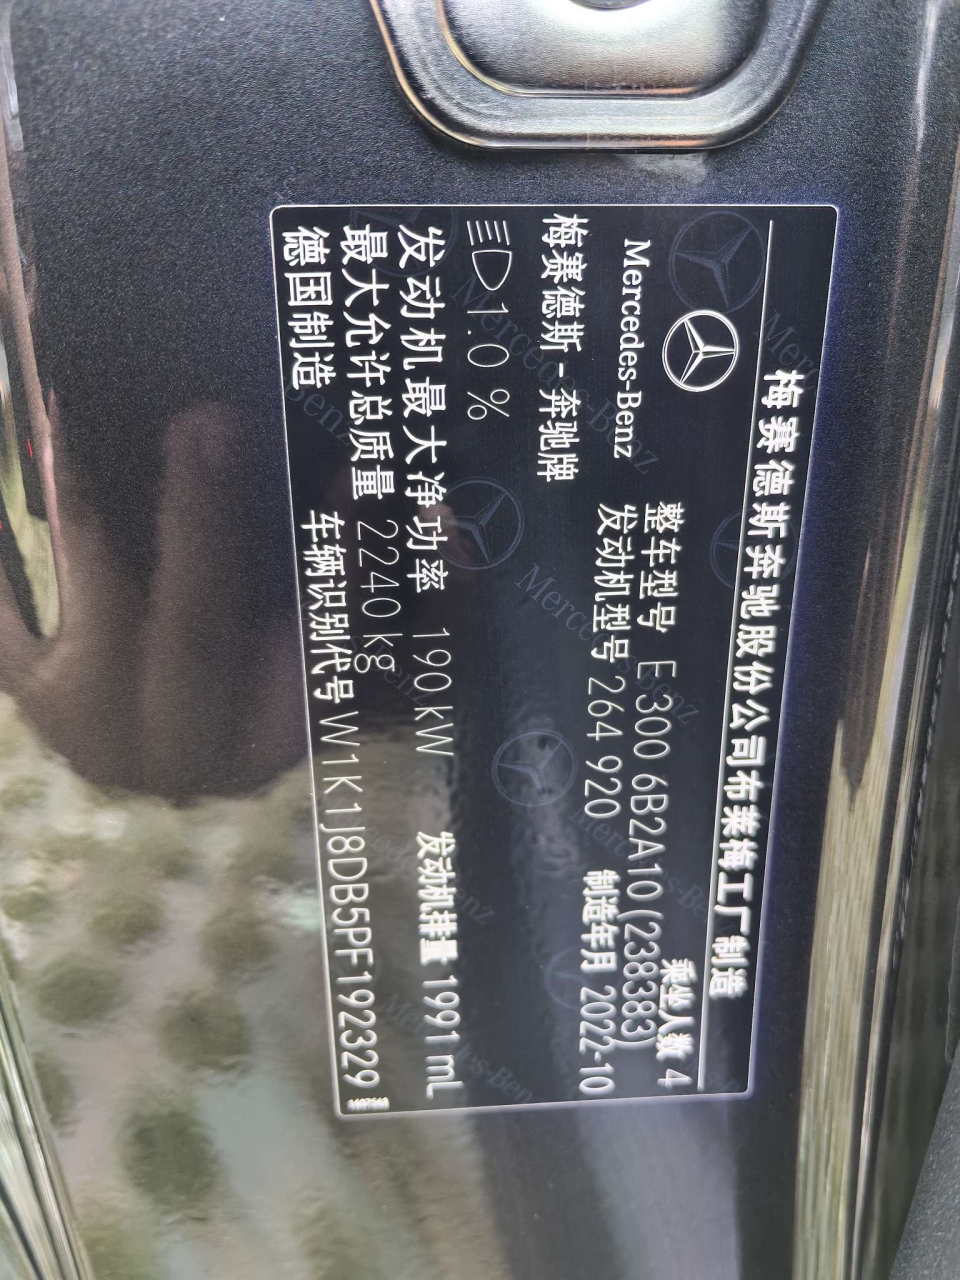 梅赛德斯奔驰股份公司布莱梅工厂制造
乘坐人数 4
Mercedes-Benz
整车型号 E 300 6B2A10 (238383)
发动机型号 264 920
制造年月 2022-10
梅赛德斯-奔驰牌
1.0 %
发动机最大净功率 190 kW
发动机排量 1991 mL
最大允许总质量 2240 kg
德国制造
车辆识别代号 W1K1J8DB5PF192329